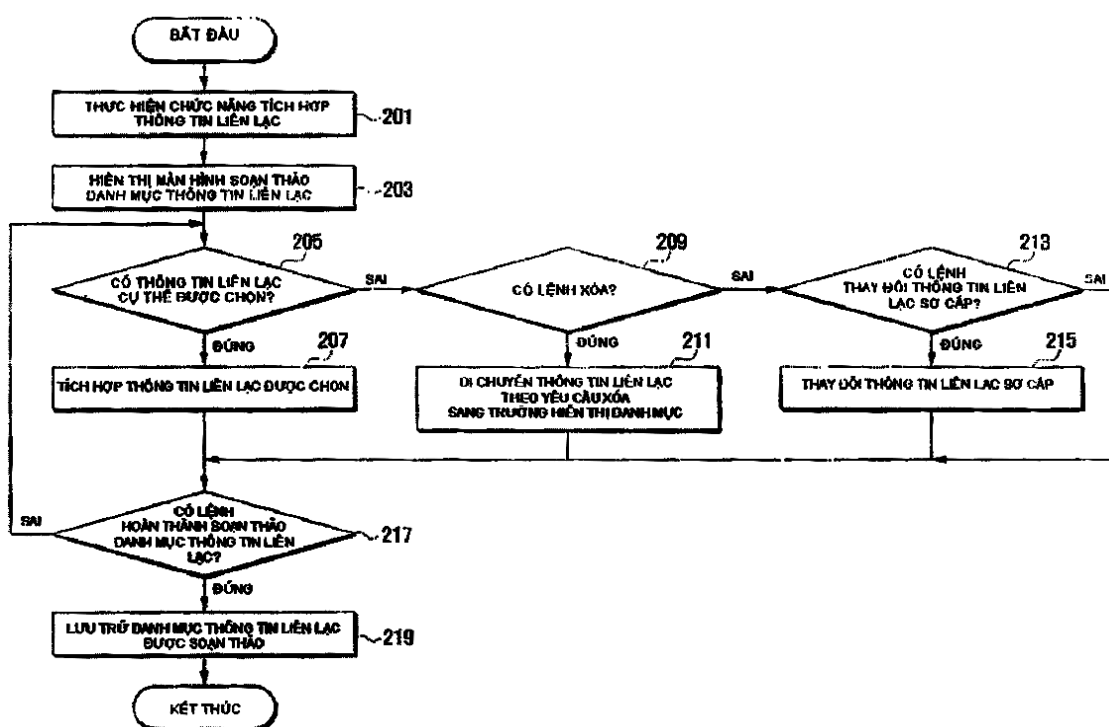 BẮT ĐẦU
THỰC HIỆN CHỨC NĂNG TÍCH HỢP
THÔNG TIN LIÊN LẠC
201
HIỂN THỊ MÀN HÌNH SOẠN THẢO
DANH MỤC THÔNG TIN LIÊN LẠC
203
205
CÓ THÔNG TIN LIÊN LẠC
CỤ THỂ ĐƯỢC CHỌN?
SAI
ĐÚNG
209
CÓ LỆNH XÓA?
SAI
ĐÚNG
213
CÓ LỆNH
THAY ĐỔI THÔNG TIN LIÊN
LẠC SƠ CẤP?
SAI
ĐÚNG
207
TÍCH HỢP THÔNG TIN LIÊN LẠC ĐƯỢC CHỌN
211
DI CHUYỂN THÔNG TIN LIÊN LẠC
THEO YÊU CẦU XÓA
SANG TRƯỜNG HIỂN THỊ DANH MỤC
215
THAY ĐỔI THÔNG TIN LIÊN LẠC SƠ CẤP
CÓ LỆNH
HOÀN THÀNH SOẠN THẢO
DANH MỤC THÔNG TIN LIÊN
LẠC?
217
SAI
ĐÚNG
LƯU TRỮ DANH MỤC THÔNG TIN LIÊN LẠC
ĐƯỢC SOẠN THẢO
219
KẾT THÚC